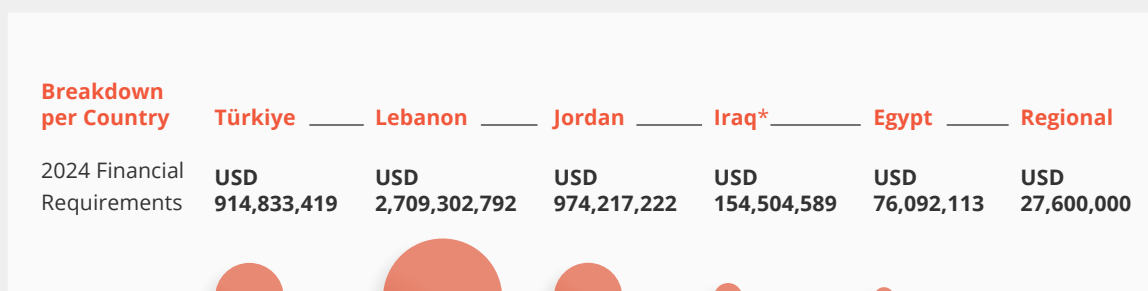 Breakdown
per Country Türkiye Lebanon Jordan Iraq* Egypt Regional
2024 Financial
Requirements
USD USD USD USD USD USD
914,833,419 2,709,302,792 974,217,222 154,504,589 76,092,113 27,600,000